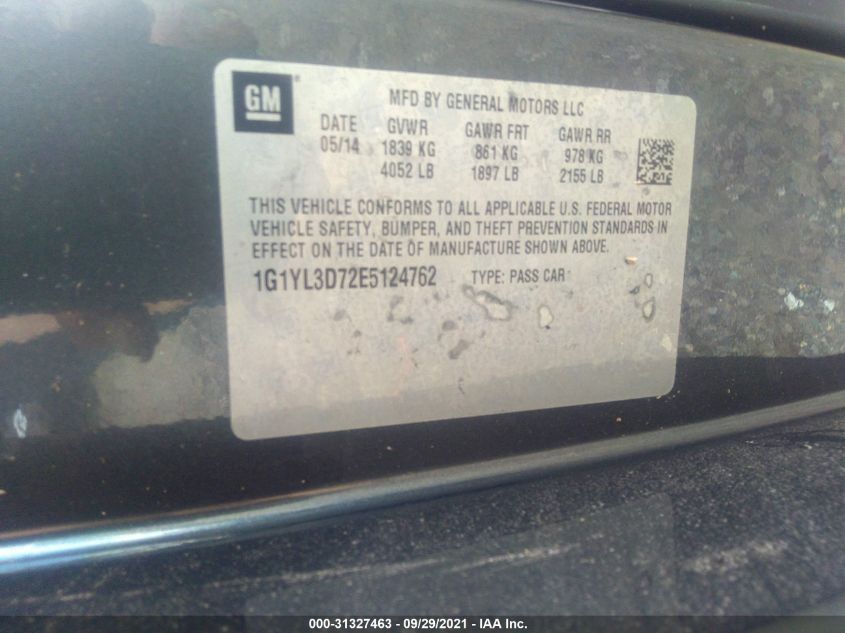 GM
MFD BY GENERAL MOTORS LLC
DATE GVWR GAWR FRT GAWR RR
05/14 1839 KG 861 KG 978 KG
4052 LB 1897 LB 2155 LB
THIS VEHICLE CONFORMS TO ALL APPLICABLE U.S. FEDERAL MOTOR
VEHICLE SAFETY, BUMPER, AND THEFT PREVENTION STANDARDS IN
EFFECT ON THE DATE OF MANUFACTURE SHOWN ABOVE.
1G1YL3D72E5124762 TYPE: PASS CAR
000-31327463 - 09/29/2021 - IAA Inc.